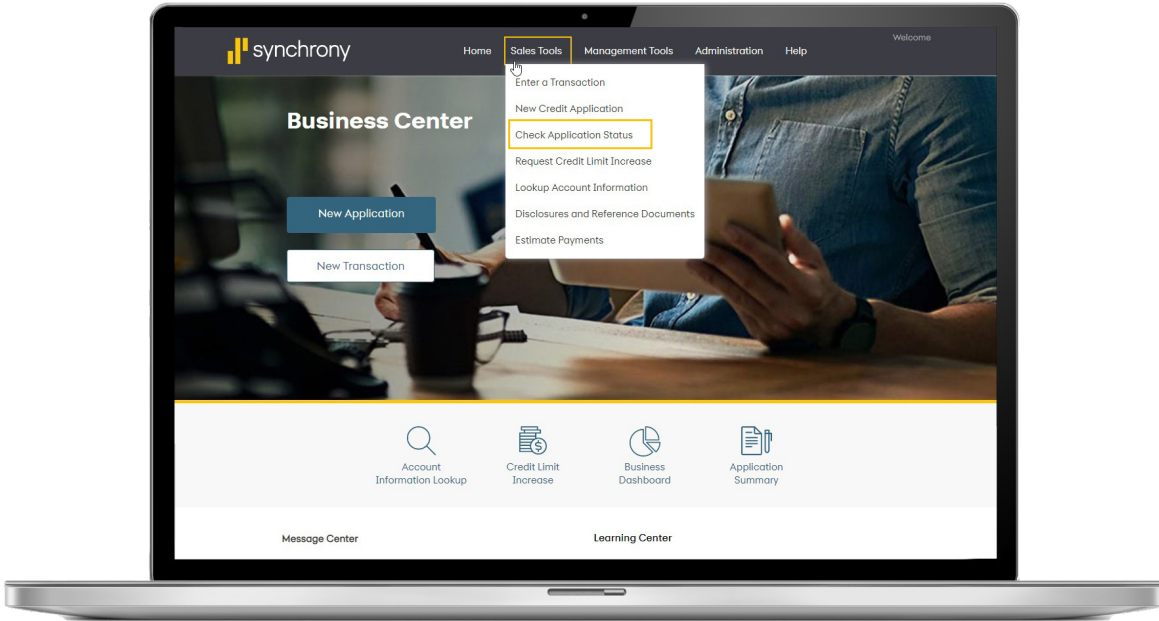 synchrony
Home Sales Tools Management Tools Administration Help
Welcome
Enter a Transaction
New Credit Application
Check Application Status
Request Credit Limit Increase
Lookup Account Information
Disclosures and Reference Documents
Estimate Payments
Business Center
New Application
New Transaction
Account
Information Lookup
Credit Limit
Increase
Business
Dashboard
Application
Summary
Message Center
Learning Center